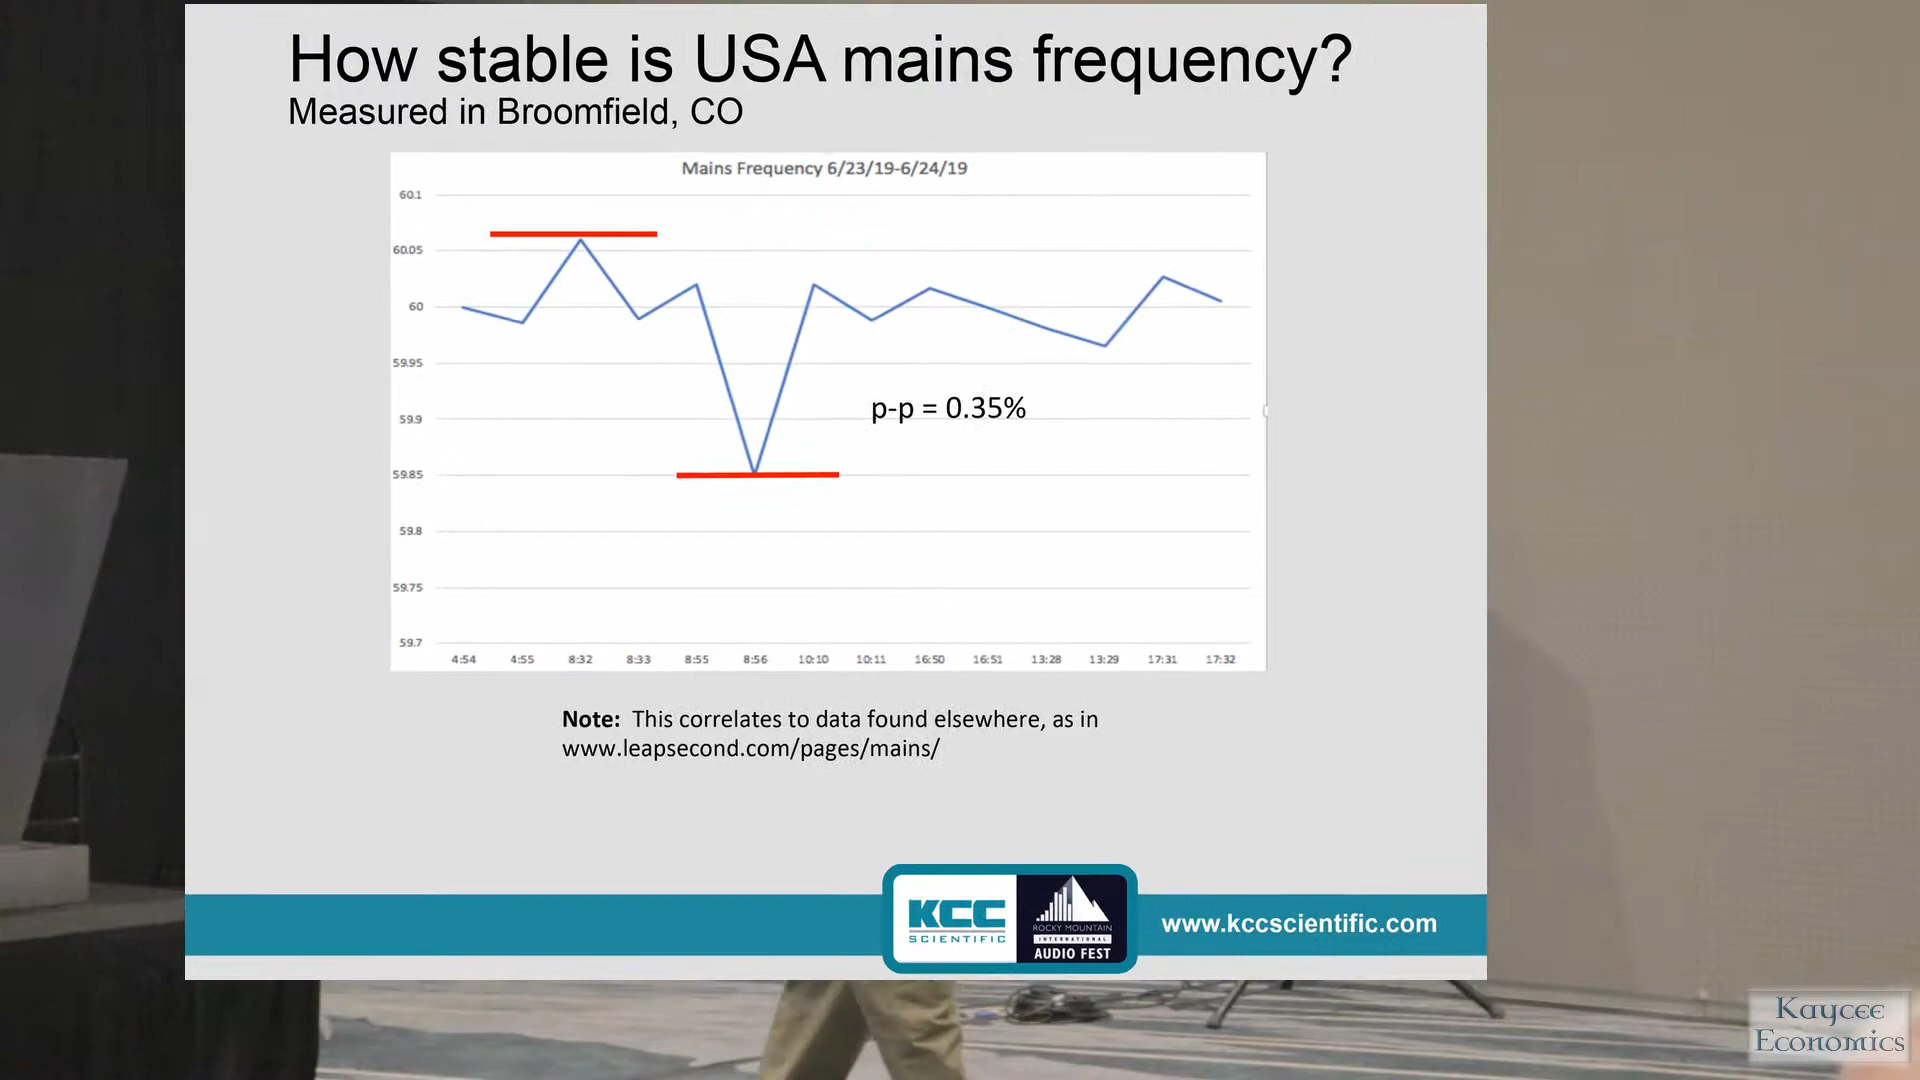 How stable is USA mains frequency?
Measured in Broomfield, CO
Mains Frequency 6/23/19-6/24/19
60.1
60.05
60
59.95
59.9
59.85
59.8
59.75
59.7
p-p = 0.35%
4:54 4:55 8:32 8:33 8:55 8:56 10:10 10:11 16:50 16:51 13:28 13:29 17:31 17:32
Note: This correlates to data found elsewhere, as in
www.leapsecond.com/pages/mains/
KCC
SCIENTIFIC
ROCKY MOUNTAIN
INTERNATIONAL
AUDIO FEST
www.kccscientific.com
Kaycee
Economics